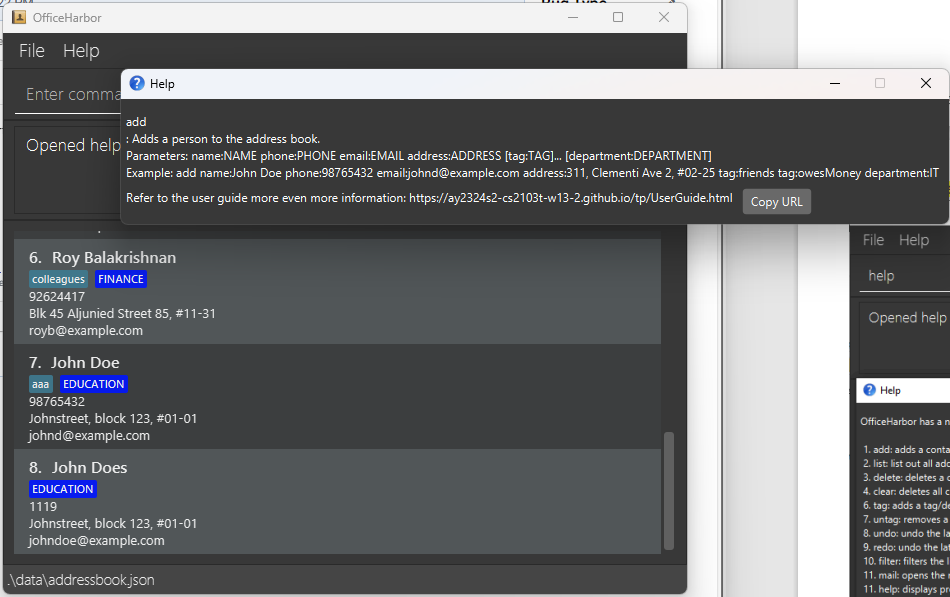 OfficeHarbor
File Help
Enter comma
Opened help
Help
add
: Adds a person to the address book.
Parameters: name:NAME phone:PHONE email:EMAIL address:ADDRESS [tag:TAG]... [department:DEPARTMENT]
Example: add name:John Doe phone:98765432 email:johnd@example.com address:311, Clementi Ave 2, #02-25 tag:friends tag:owesMoney department:IT
Refer to the user guide more even more information: https://ay2324s2-cs2103t-w13-2.github.io/tp/UserGuide.html Copy URL
6. Roy Balakrishnan
colleagues FINANCE
92624417
Blk 45 Aljunied Street 85, #11-31
royb@example.com
7. John Doe
aaa EDUCATION
98765432
Johnstreet, block 123, #01-01
johnd@example.com
8. John Does
EDUCATION
1119
Johnstreet, block 123, #01-01
johndoe@example.com
.\data\addressbook.json
File Help
help
Opened help
Help
OfficeHarbor has a n
1. add: adds a conta
2. list: list out all add
3. delete: deletes a c
4. clear: deletes all c
6. tag: adds a tag/de
7. untag: removes a
8. undo: undo the la
9. redo: undo the lat
10. filter: filters the l
11. mail: opens the r
11. help: displays pr